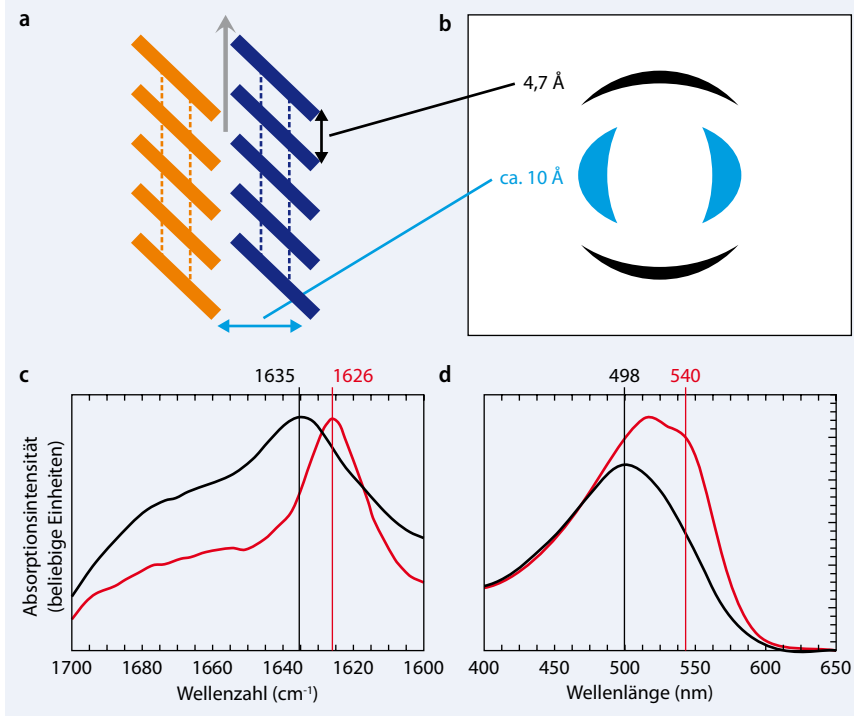 a
b
4,7 Å
ca. 10 Å
c
1635
1626
d
498
540
Absorptionsintensität
(beliebige Einheiten)
1700
1680
1660
1640
1620
1600
400
450
500
550
600
650
Wellenzahl (cm⁻¹)
Wellenlänge (nm)